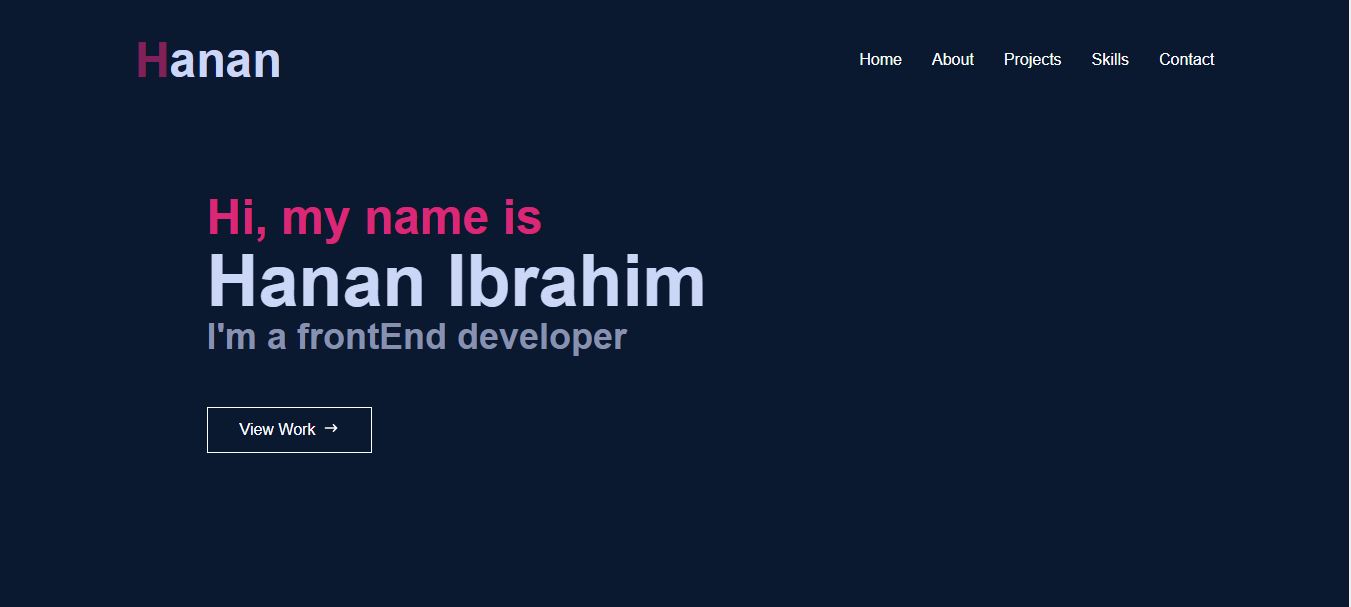 Hanan
Home About Projects Skills Contact
Hi, my name is
Hanan Ibrahim
I'm a frontEnd developer
View Work →